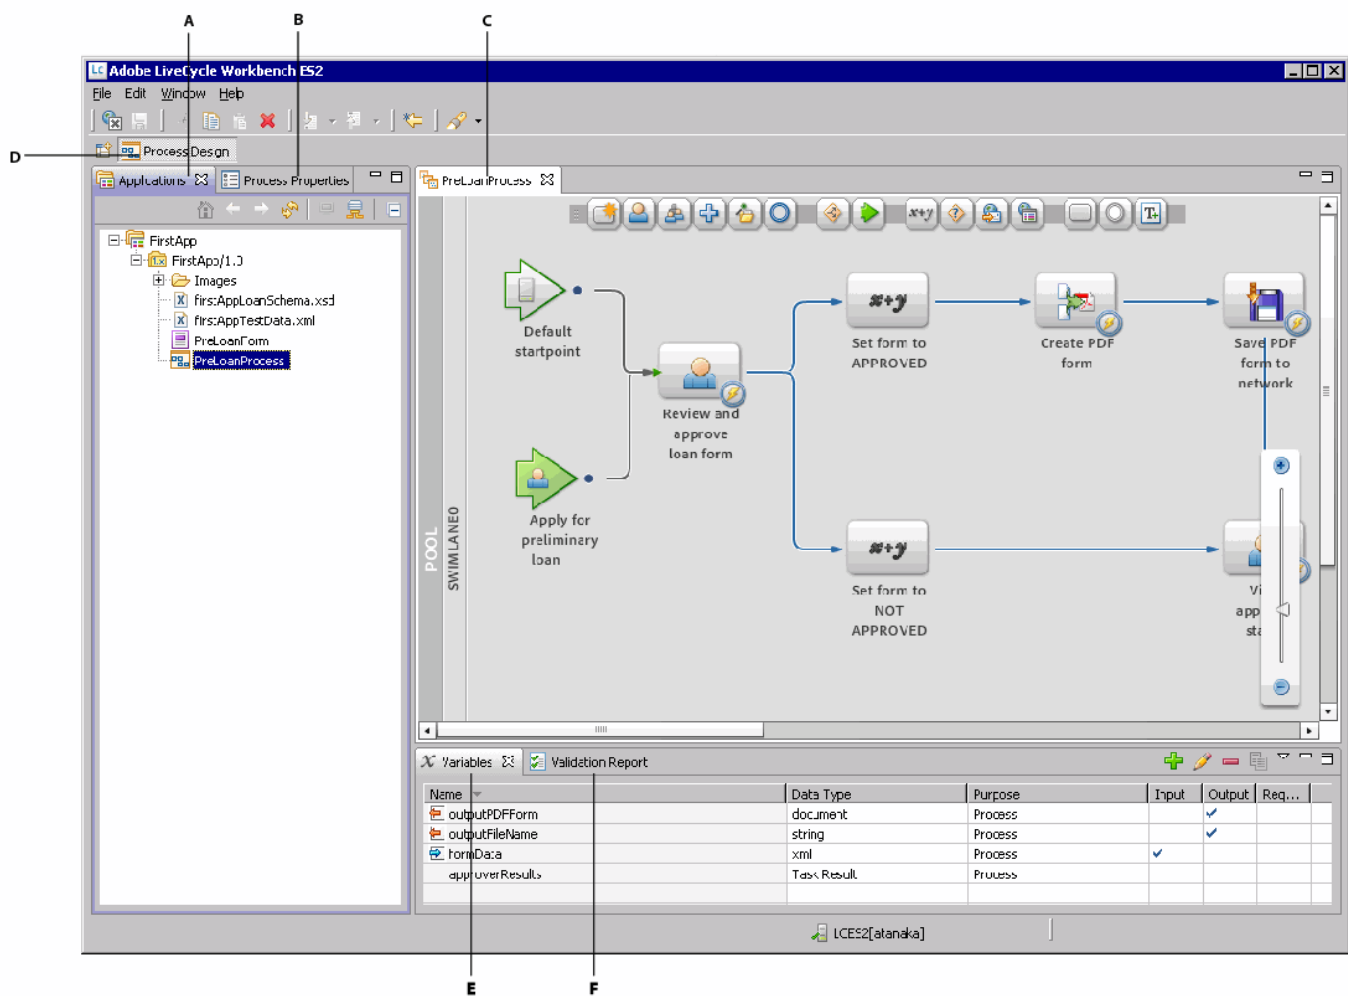 A B C
LC Adobe LiveCycle Workbench ES2
File Edit Window Help
D
Process Design
Applications Process Properties
PreLoanProcess
x+y T+
FirstApp
FirstApp/1.0
Images
firstAppLoanSchema.xsd
firstAppTestData.xml
PreLoanForm
PreLoanProcess
POOL
SWIMLANE0
Default
startpoint
Apply for
preliminary
loan
Review and
approve
loan form
x+y
Set form to
APPROVED
Create PDF
form
Save PDF
form to
network
x+y
Set form to
NOT
APPROVED
Vi
app
sta
x Variables Validation Report
Name Data Type Purpose Input Output Req...
outputPDFForm document Process
outputFileName string Process
formData xml Process
approverResults Task Result Process
LCES2[atanaka]
E F